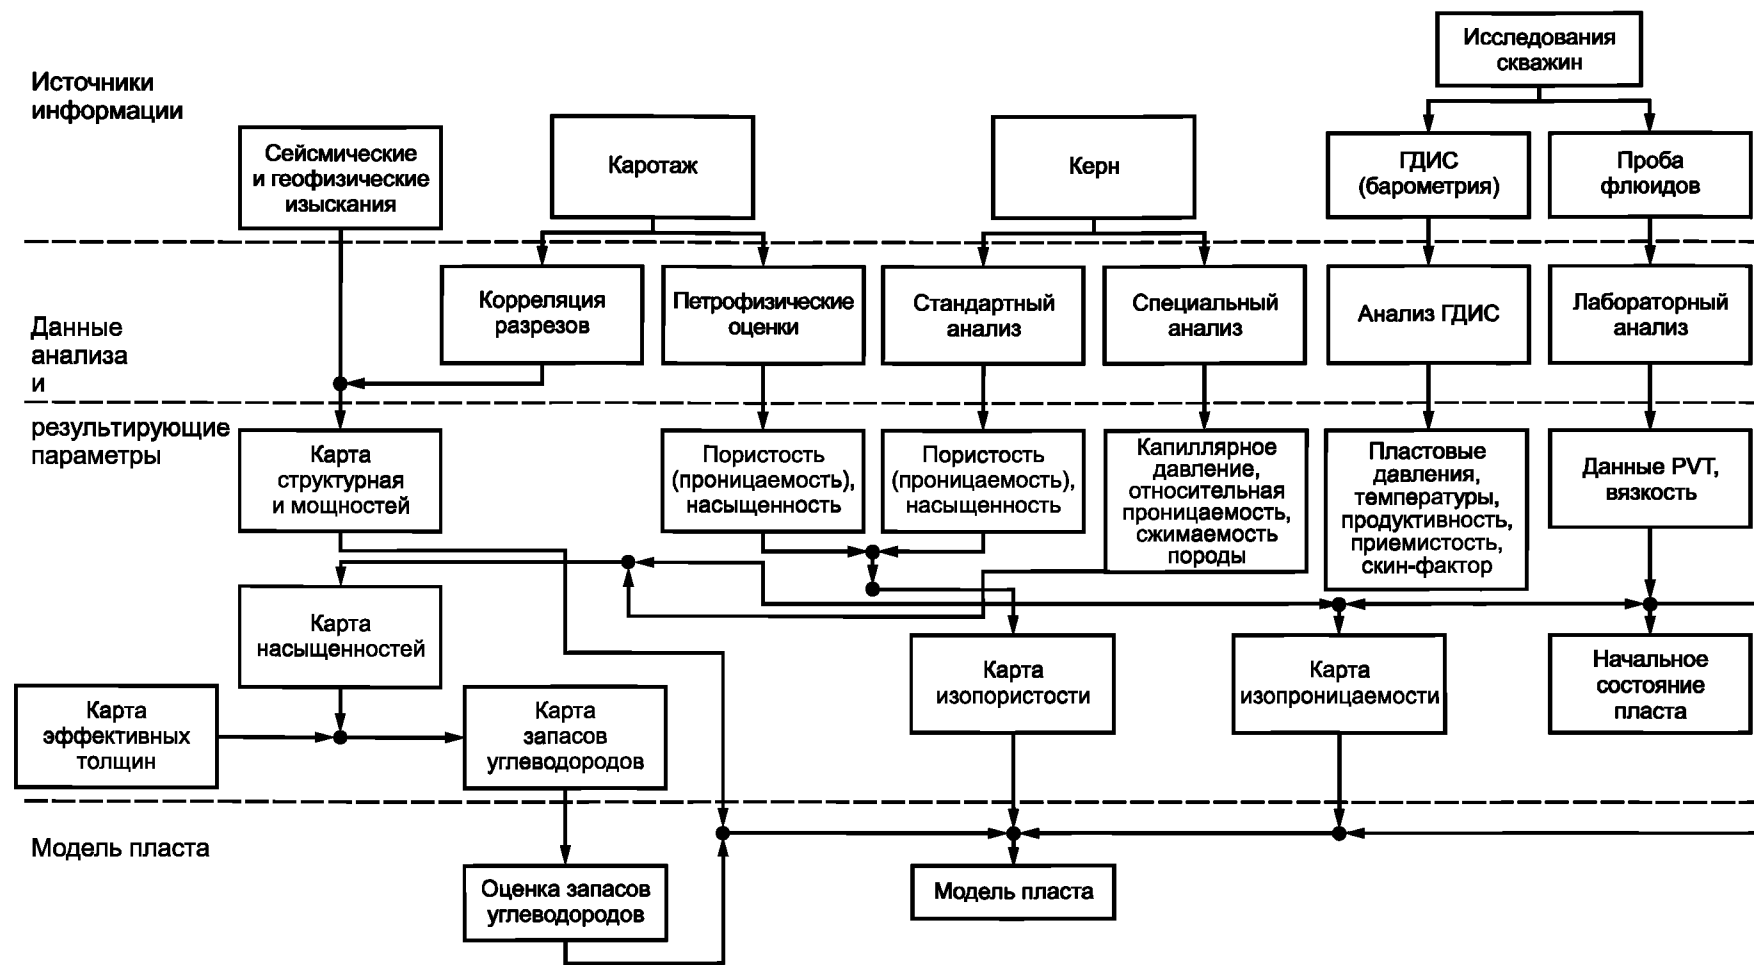 Исследования
скважин
Источники
информации
Сейсмические
и геофизические
изыскания
Каротаж
Керн
ГДИС
(барометрия)
Проба
флюидов
Данные
анализа
и
Корреляция
разрезов
Петрофизические
оценки
Стандартный
анализ
Специальный
анализ
Анализ ГДИС
Лабораторный
анализ
результирующие
параметры
Карта
структурная
и мощностей
Пористость
(проницаемость),
насыщенность
Пористость
(проницаемость),
насыщенность
Капиллярное
давление,
относительная
проницаемость,
сжимаемость
породы
Пластовые
давления,
температуры,
продуктивность,
приемистость,
скин-фактор
Данные PVT,
вязкость
Карта
насыщенностей
Карта
изопористости
Карта
изопроницаемости
Начальное
состояние
пласта
Карта
эффективных
толщин
Карта
запасов
углеводородов
Модель пласта
Оценка запасов
углеводородов
Модель пласта